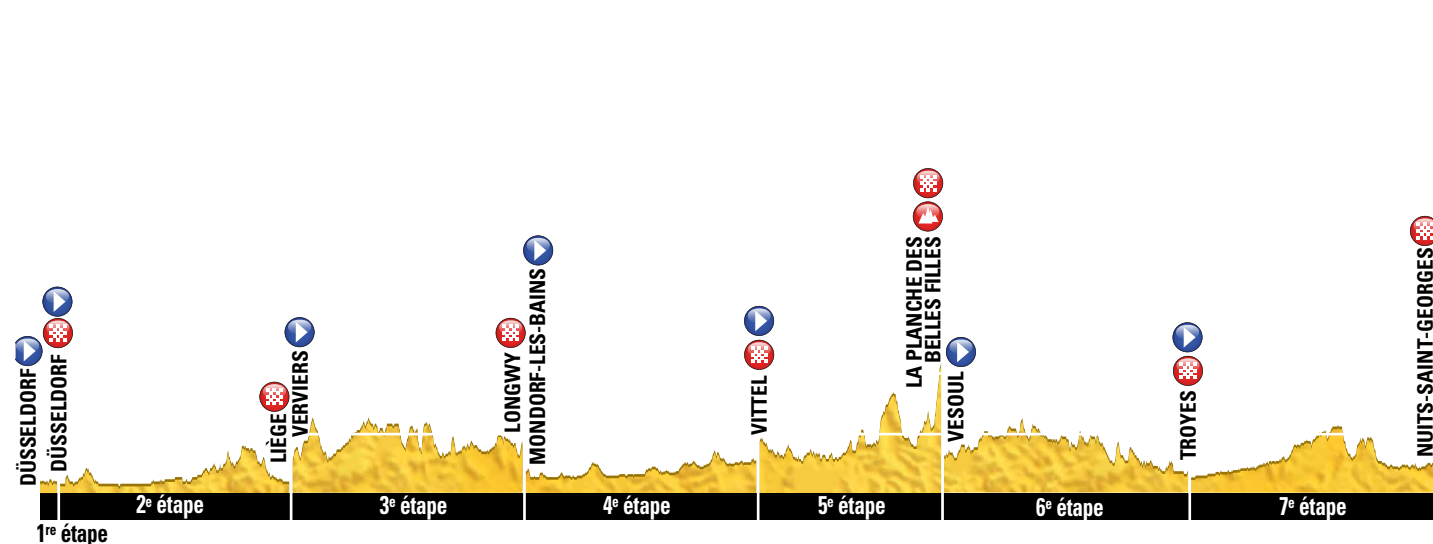 DÜSSELDORF
DÜSSELDORF
LIÈGE
VERVIERS
LONGWY
MONDORF-LES-BAINS
VITTEL
LA PLANCHE DES
BELLES FILLES
VESOUL
TROYES
NUITS-SAINT-GEORGES
2e étape
3e étape
4e étape
5e étape
6e étape
7e étape
1re étape